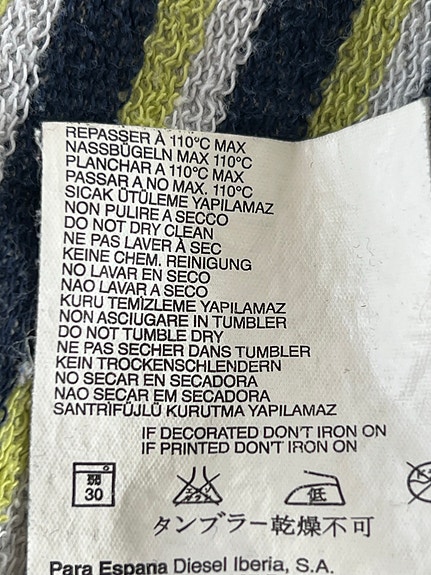 REPASSER À 110°C MAX
NASSBÜGELN MAX 110°C
PLANCHAR A 110°C MAX
PASSAR A NO MAX. 110°C
SICAK ÜTÜLEME YAPILAMAZ
NON PULIRE A SECCO
DO NOT DRY CLEAN
NE PAS LAVER À SEC
KEINE CHEM. REINIGUNG
NO LAVAR EN SECO
NAO LAVAR A SECO
KURU TEMİZLEME YAPILAMAZ
NON ASCIUGARE IN TUMBLER
DO NOT TUMBLE DRY
NE PAS SECHER DANS TUMBLER
KEIN TROCKENSCHLENDERN
NO SECAR EN SECADORA
NAO SECAR EM SECADORA
SANTRİFÜJLÜ KURUTMA YAPILAMAZ
IF DECORATED DON'T IRON ON
IF PRINTED DON'T IRON ON
30 低
タンブラー乾燥不可
Para Espana Diesel Iberia, S.A.